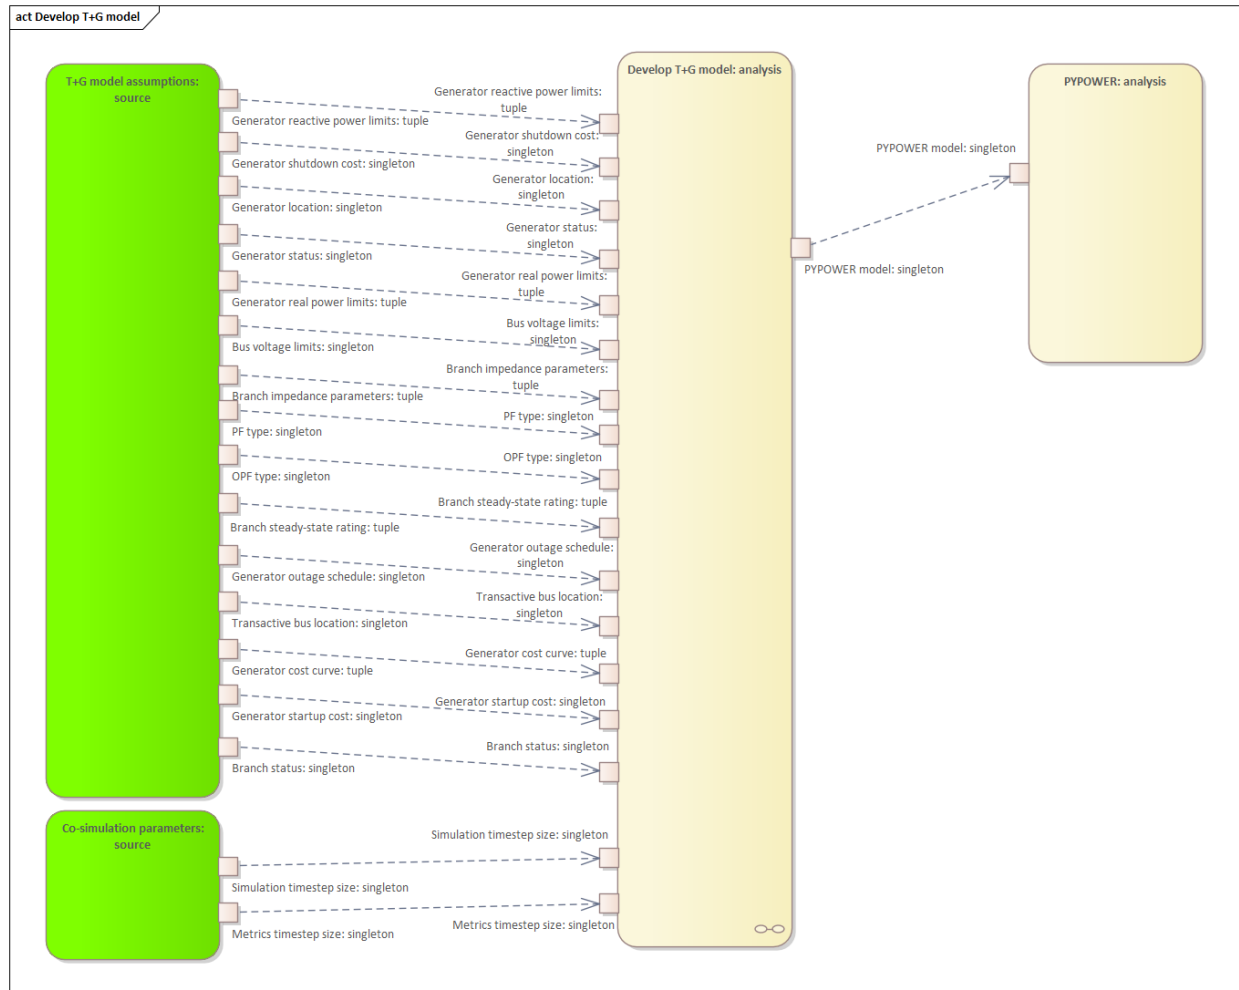 act Develop T+G model
T+G model assumptions:
source
Generator reactive power limits: tuple
Generator shutdown cost: singleton
Generator location: singleton
Generator status: singleton
Generator real power limits: tuple
Bus voltage limits: singleton
Branch impedance parameters: tuple
PF type: singleton
OPF type: singleton
Branch steady-state rating: tuple
Generator outage schedule: singleton
Transactive bus location: singleton
Generator cost curve: tuple
Generator startup cost: singleton
Branch status: singleton
Co-simulation parameters:
source
Simulation timestep size: singleton
Metrics timestep size: singleton
Develop T+G model: analysis
Generator reactive power limits:
tuple
Generator shutdown cost:
singleton
Generator location:
singleton
Generator status:
singleton
Generator real power limits:
tuple
Bus voltage limits:
singleton
Branch impedance parameters:
tuple
PF type: singleton
OPF type: singleton
Branch steady-state rating: tuple
Generator outage schedule:
singleton
Transactive bus location:
singleton
Generator cost curve: tuple
Generator startup cost: singleton
Branch status: singleton
Simulation timestep size: singleton
Metrics timestep size: singleton
PYPOWER model: singleton
PYPOWER: analysis
PYPOWER model: singleton